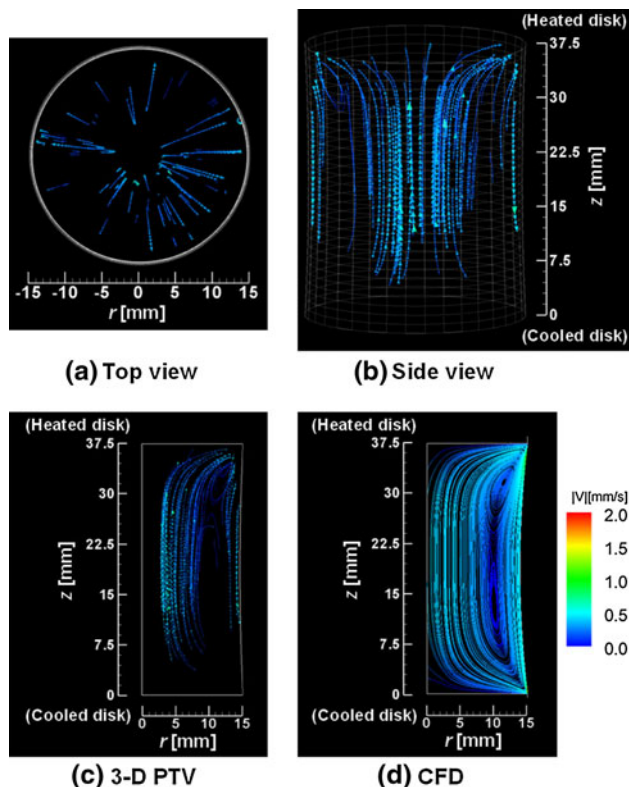 (Heated disk)
37.5
30
22.5
15
7.5
0
z [mm]
(Cooled disk)
-15 -10 -5 0 5 10 15
r [mm]
(a) Top view
(b) Side view
(Heated disk)
37.5
30
22.5
15
7.5
0
z [mm]
(Cooled disk)
0 5 10 15
r [mm]
(c) 3-D PTV
(Heated disk)
37.5
30
22.5
15
7.5
0
z [mm]
(Cooled disk)
0 5 10 15
r [mm]
(d) CFD
|V|[mm/s]
2.0
1.5
1.0
0.5
0.0